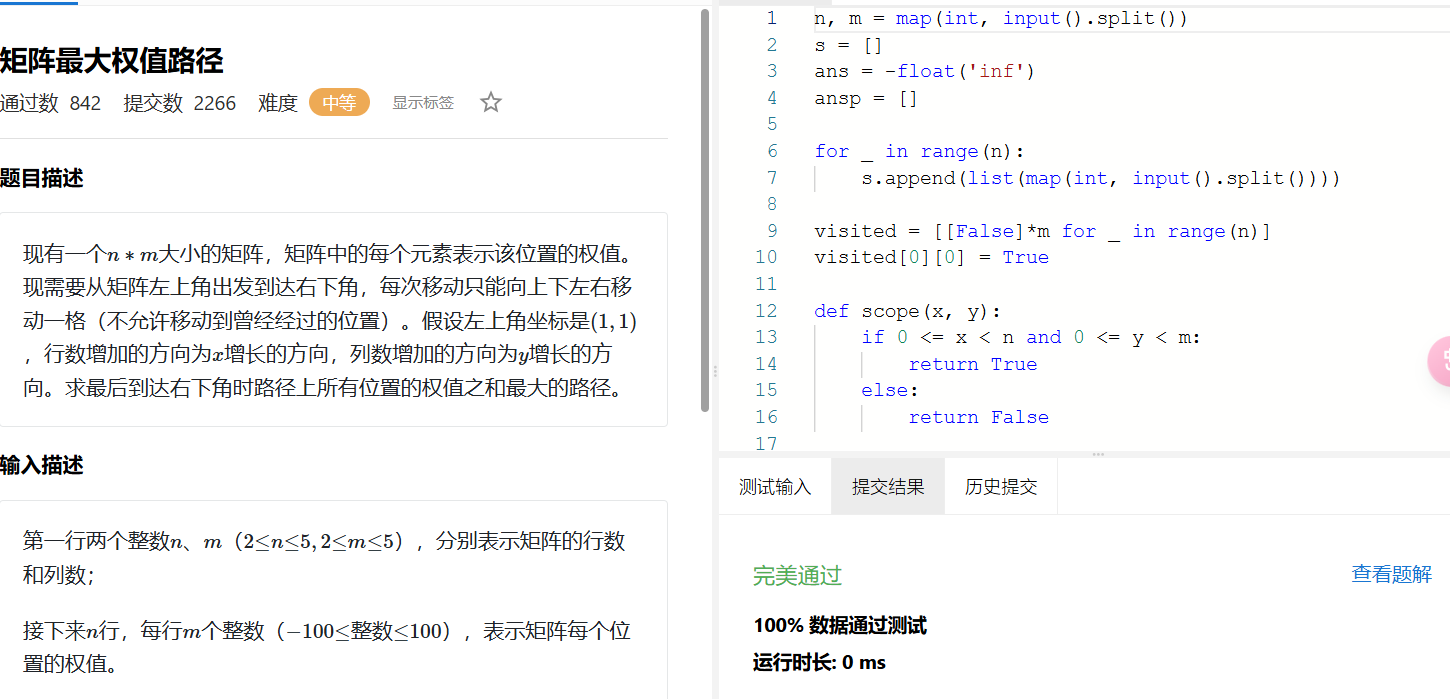 矩阵最大权值路径
通过数 842 提交数 2266 难度 中等 显示标签
题目描述
现有一个n * m大小的矩阵，矩阵中的每个元素表示该位置的权值。
现需要从矩阵左上角出发到达右下角，每次移动只能向上下左右移
动一格（不允许移动到曾经经过的位置）。假设左上角坐标是(1, 1)
，行数增加的方向为x增长的方向，列数增加的方向为y增长的方
向。求最后到达右下角时路径上所有位置的权值之和最大的路径。
输入描述
第一行两个整数n、m（2≤n≤5, 2≤m≤5），分别表示矩阵的行数
和列数；
接下来n行，每行m个整数（−100≤整数≤100），表示矩阵每个位
置的权值。
1 n, m = map(int, input().split())
2 s = []
3 ans = -float('inf')
4 ansp = []
5
6 for _ in range(n):
7     s.append(list(map(int, input().split())))
8
9 visited = [[False]*m for _ in range(n)]
10 visited[0][0] = True
11
12 def scope(x, y):
13     if 0 <= x < n and 0 <= y < m:
14         return True
15     else:
16         return False
17
测试输入 提交结果 历史提交
完美通过 查看题解
100% 数据通过测试
运行时长: 0 ms